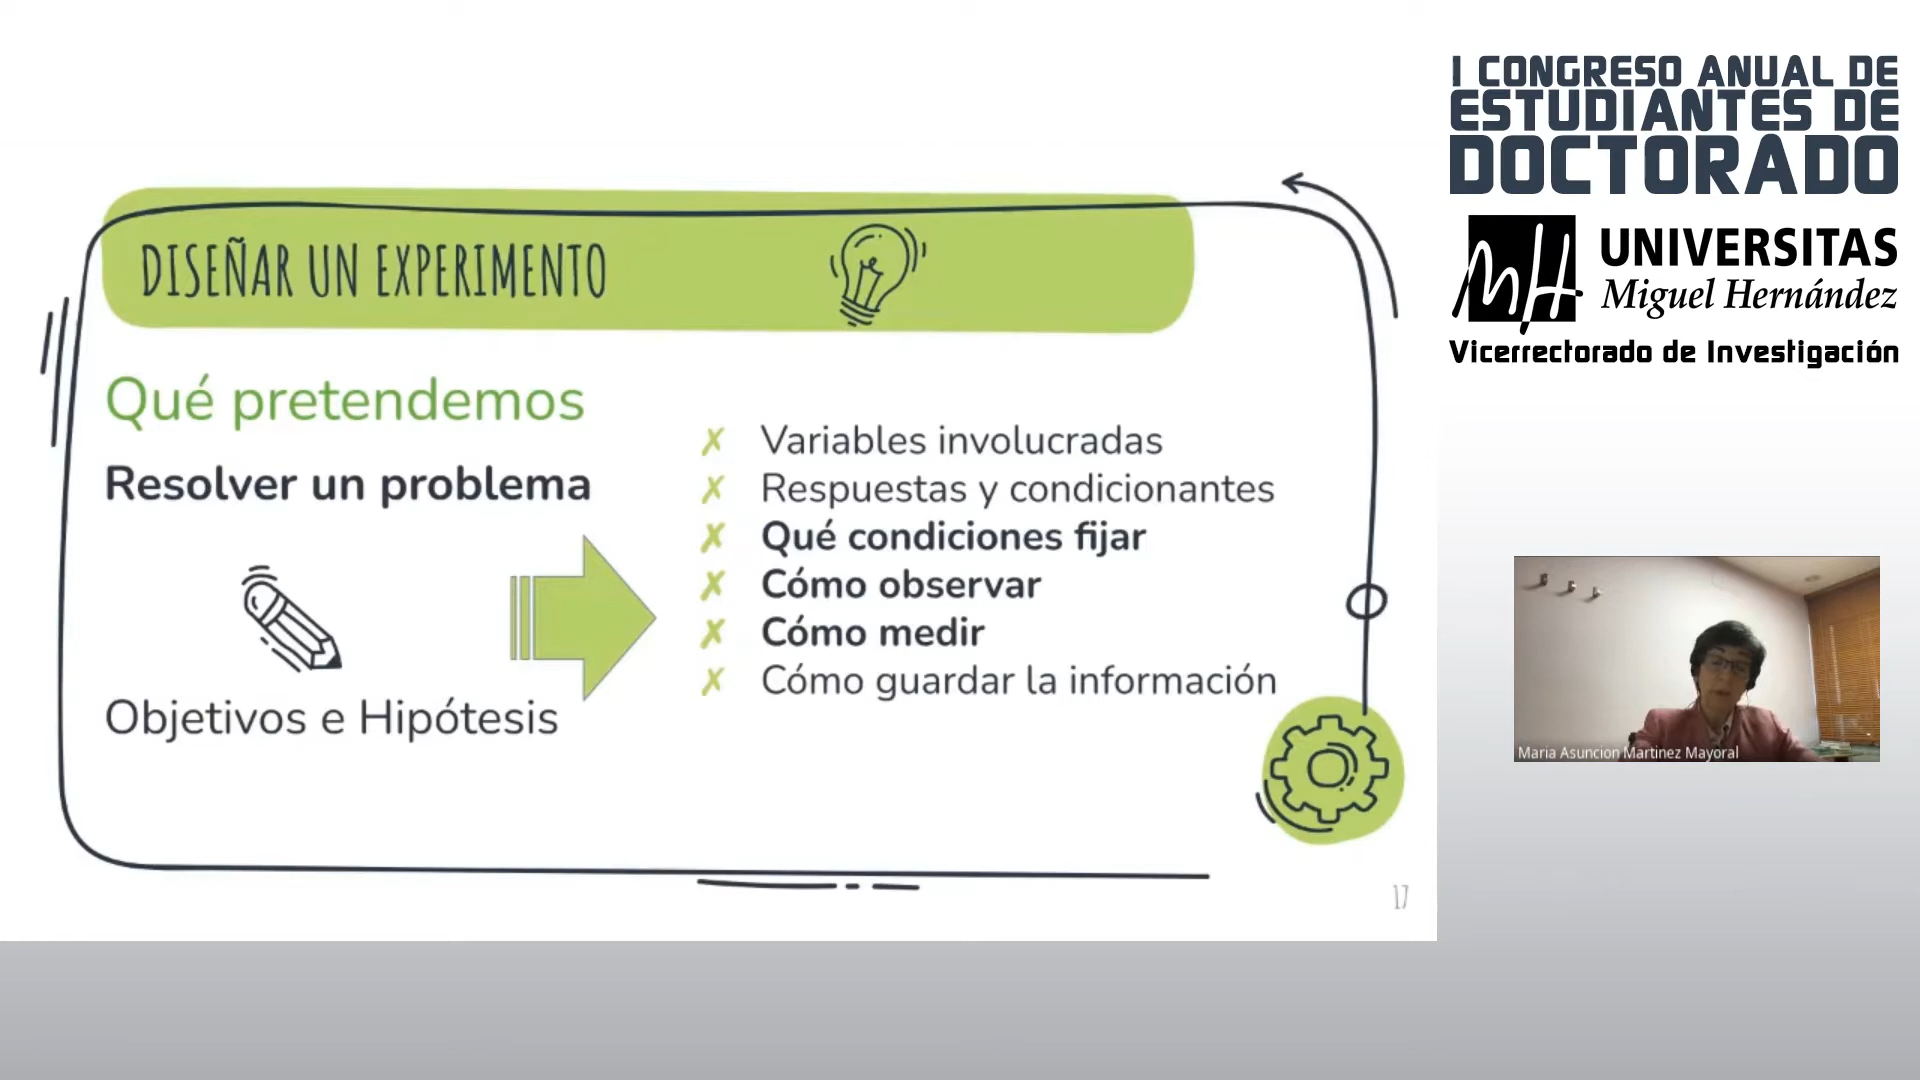 DISEÑAR UN EXPERIMENTO
Qué pretendemos
Resolver un problema
Objetivos e Hipótesis
✗ Variables involucradas
✗ Respuestas y condicionantes
✗ Qué condiciones fijar
✗ Cómo observar
✗ Cómo medir
✗ Cómo guardar la información
17
I CONGRESO ANUAL DE
ESTUDIANTES DE
DOCTORADO
UNIVERSITAS
Miguel Hernández
Vicerrectorado de Investigación
Maria Asuncion Martinez Mayoral